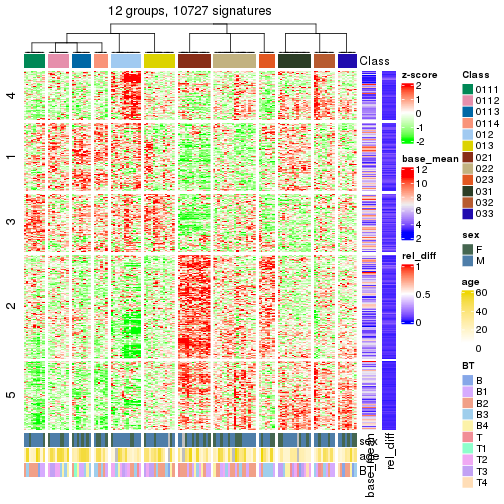 12 groups, 10727 signatures
Class
4
1
3
2
5
sex
age
BT
base_mean
rel_diff
z-score
2
1
0
-1
-2
base_mean
12
10
8
6
4
2
rel_diff
1
0.5
0
Class
0111
0112
0113
0114
012
013
021
022
023
031
032
033
sex
F
M
age
60
40
20
0
BT
B
B1
B2
B3
B4
T
T1
T2
T3
T4